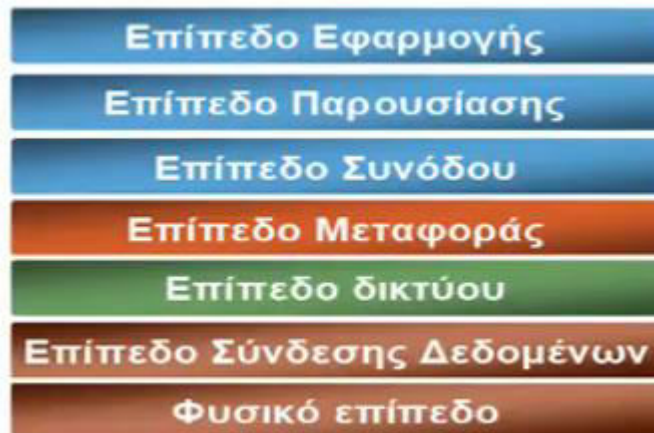 Επίπεδο Εφαρμογής
Επίπεδο Παρουσίασης
Επίπεδο Συνόδου
Επίπεδο Μεταφοράς
Επίπεδο δικτύου
Επίπεδο Σύνδεσης Δεδομένων
Φυσικό επίπεδο